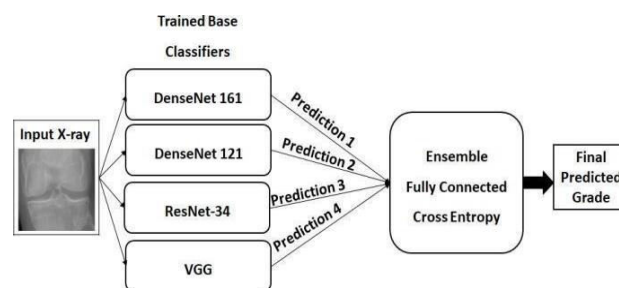 Trained Base
Classifiers
Input X-ray
DenseNet 161
DenseNet 121
ResNet-34
VGG
Prediction 1
Prediction 2
Prediction 3
Prediction 4
Ensemble
Fully Connected
Cross Entropy
Final
Predicted
Grade